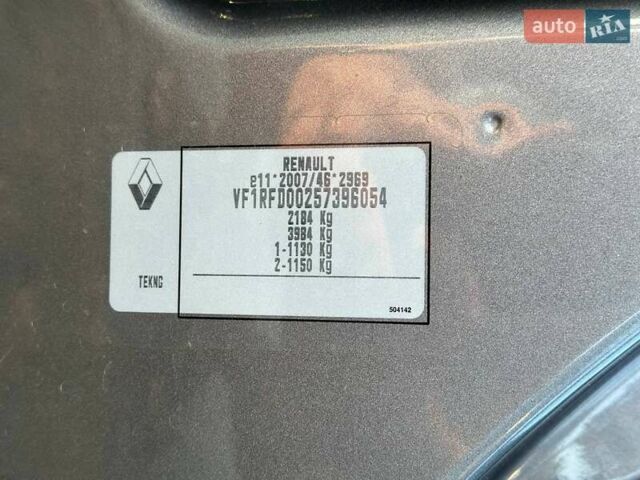 auto RIA
RENAULT
e11*2007/46*2969
VF1RFD00257396054
2184 Kg
3984 Kg
1-1130 Kg
2-1150 Kg
TEKNG
504142